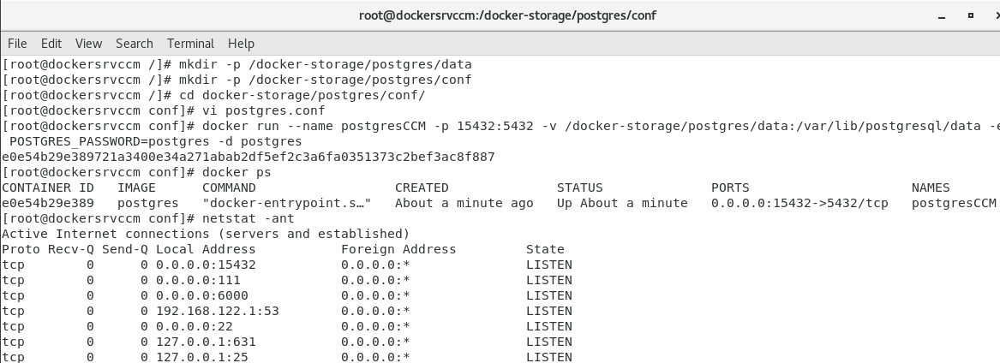 root@dockersrvccm:/docker-storage/postgres/conf
File Edit View Search Terminal Help
[root@dockersrvccm /]# mkdir -p /docker-storage/postgres/data
[root@dockersrvccm /]# mkdir -p /docker-storage/postgres/conf
[root@dockersrvccm /]# cd docker-storage/postgres/conf/
[root@dockersrvccm conf]# vi postgres.conf
[root@dockersrvccm conf]# docker run --name postgresCCM -p 15432:5432 -v /docker-storage/postgres/data:/var/lib/postgresql/data -e
 POSTGRES_PASSWORD=postgres -d postgres
e0e54b29e389721a3400e34a271abab2df5ef2c3a6fa0351373c2bef3ac8f887
[root@dockersrvccm conf]# docker ps
CONTAINER ID   IMAGE      COMMAND                  CREATED              STATUS              PORTS                     NAMES
e0e54b29e389   postgres   "docker-entrypoint.s…"   About a minute ago   Up About a minute   0.0.0.0:15432->5432/tcp   postgresCCM
[root@dockersrvccm conf]# netstat -ant
Active Internet connections (servers and established)
Proto Recv-Q Send-Q Local Address           Foreign Address         State
tcp        0      0 0.0.0.0:15432           0.0.0.0:*               LISTEN
tcp        0      0 0.0.0.0:111             0.0.0.0:*               LISTEN
tcp        0      0 0.0.0.0:6000            0.0.0.0:*               LISTEN
tcp        0      0 192.168.122.1:53        0.0.0.0:*               LISTEN
tcp        0      0 0.0.0.0:22              0.0.0.0:*               LISTEN
tcp        0      0 127.0.0.1:631           0.0.0.0:*               LISTEN
tcp        0      0 127.0.0.1:25            0.0.0.0:*               LISTEN